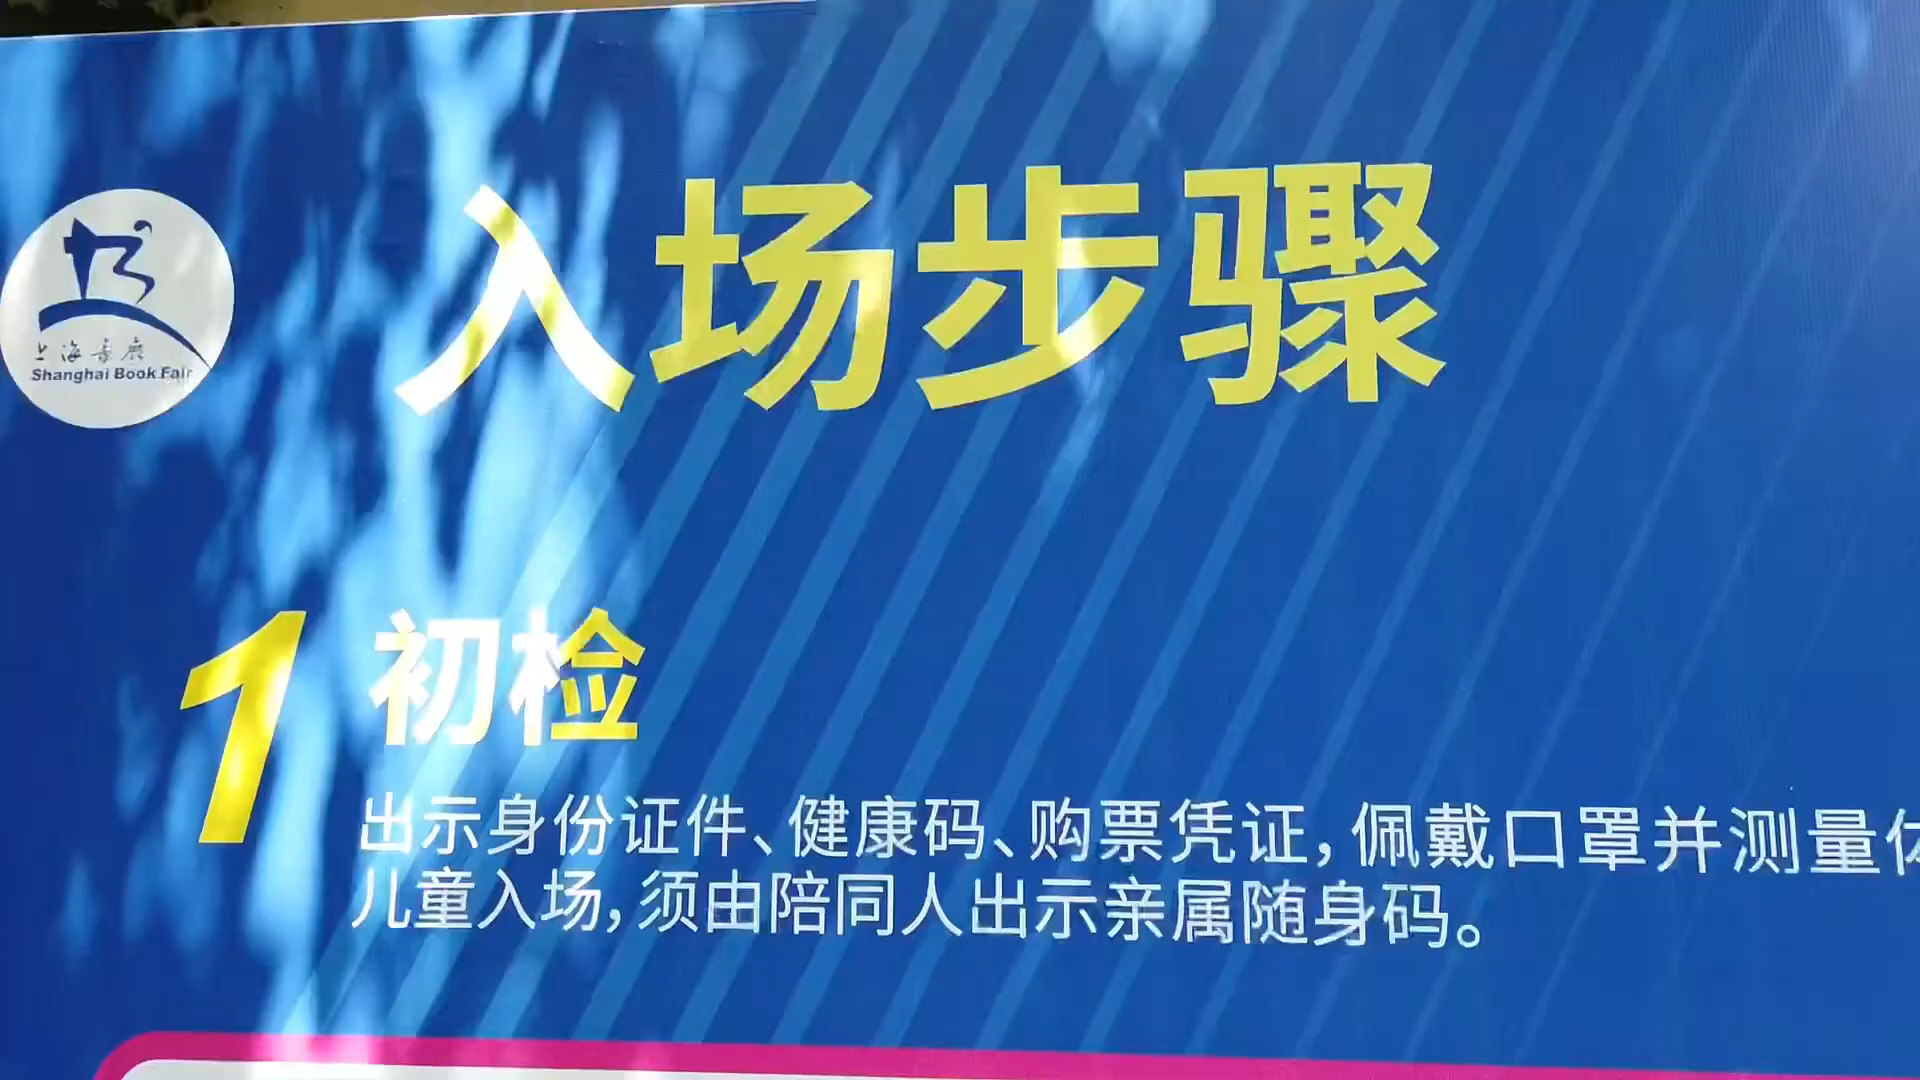 入场步骤
上海书展
Shanghai Book Fair
1 初检
出示身份证件、健康码、购票凭证，佩戴口罩并测量体
儿童入场，须由陪同人出示亲属随身码。